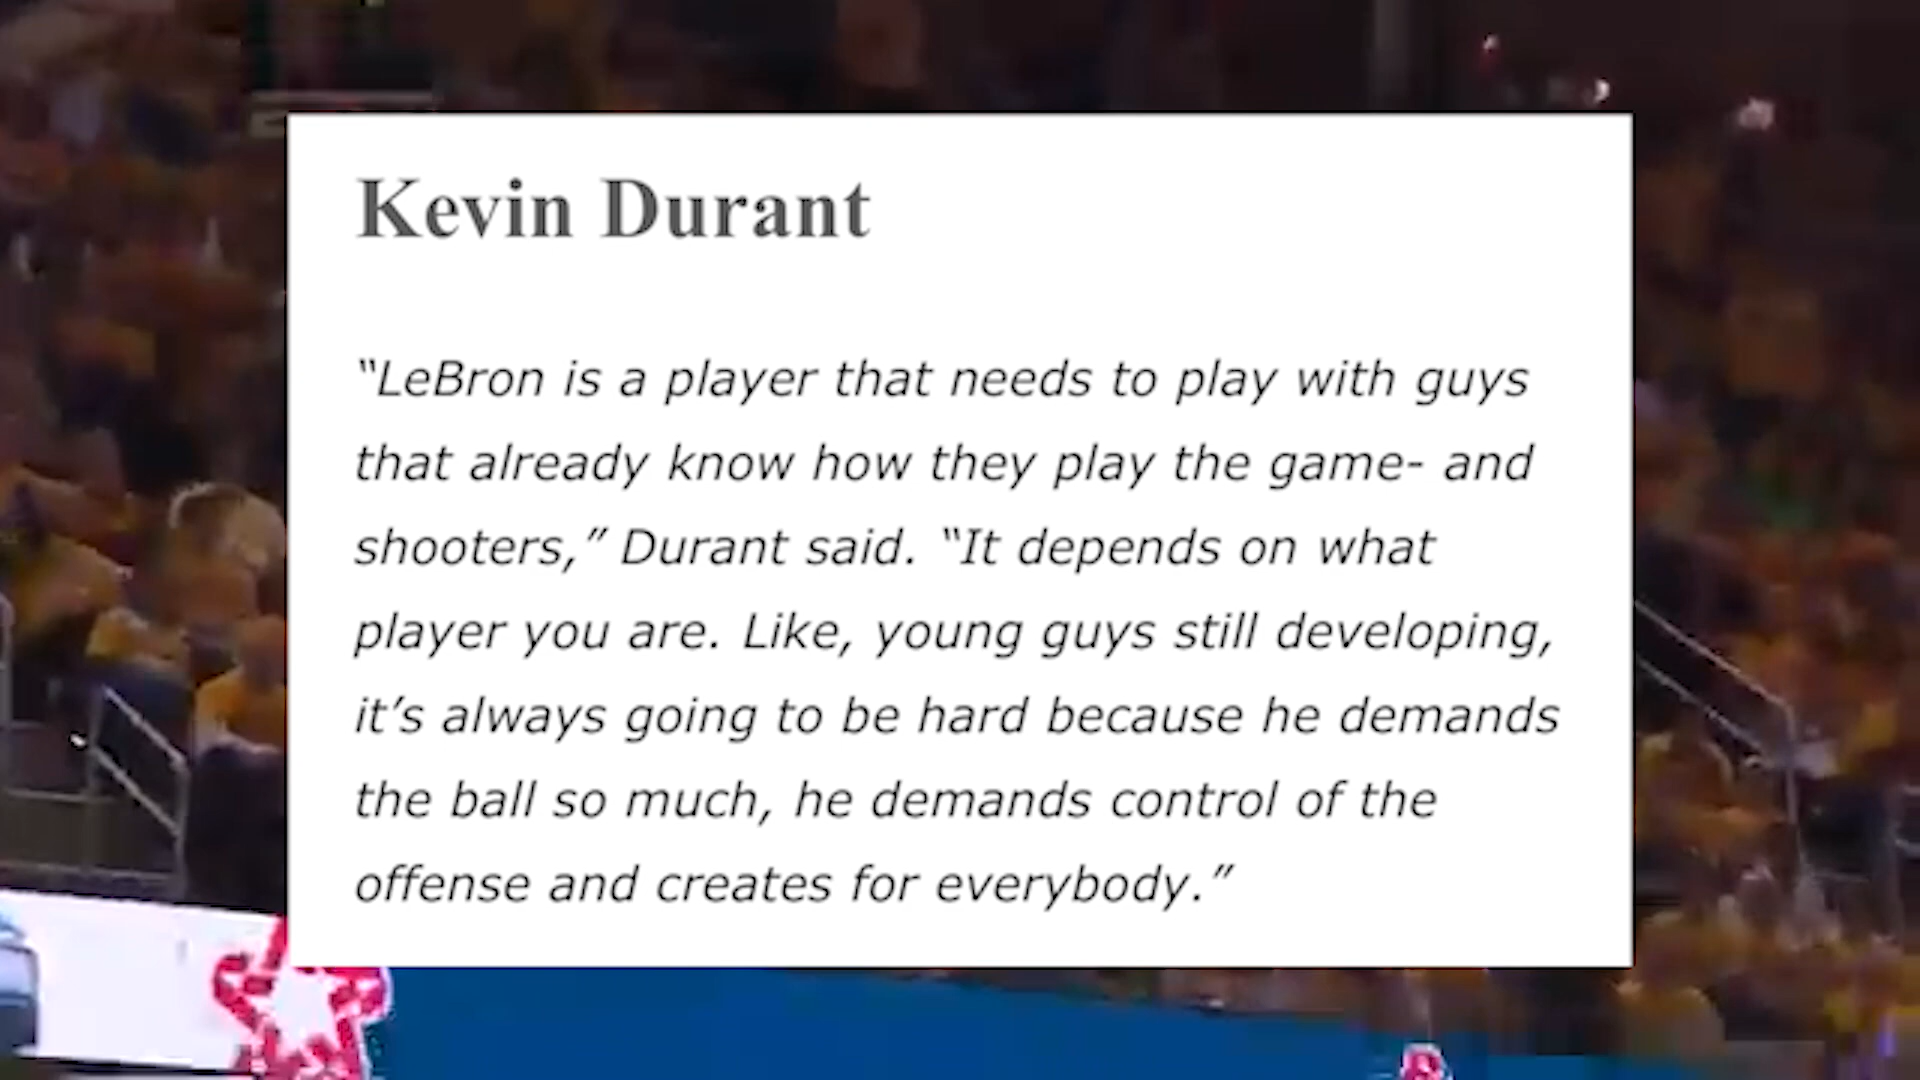 Kevin Durant
“LeBron is a player that needs to play with guys
that already know how they play the game- and
shooters,” Durant said. “It depends on what
player you are. Like, young guys still developing,
it’s always going to be hard because he demands
the ball so much, he demands control of the
offense and creates for everybody.”